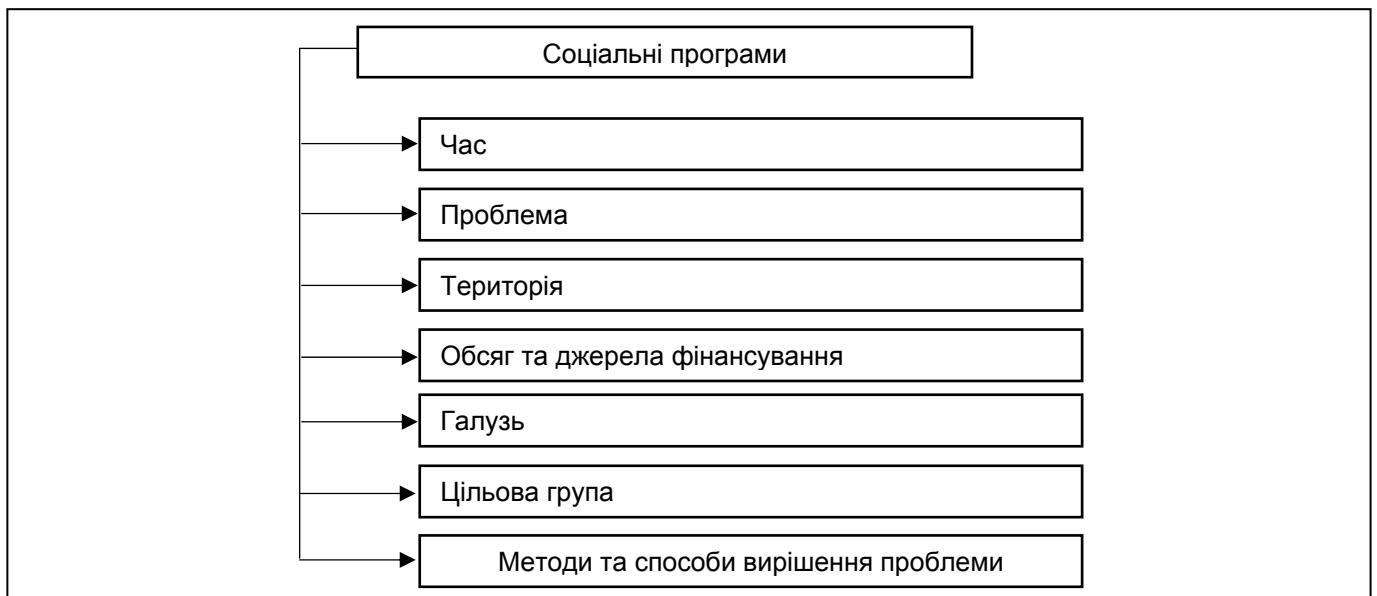 Соціальні програми
Час
Проблема
Територія
Обсяг та джерела фінансування
Галузь
Цільова група
Методи та способи вирішення проблеми